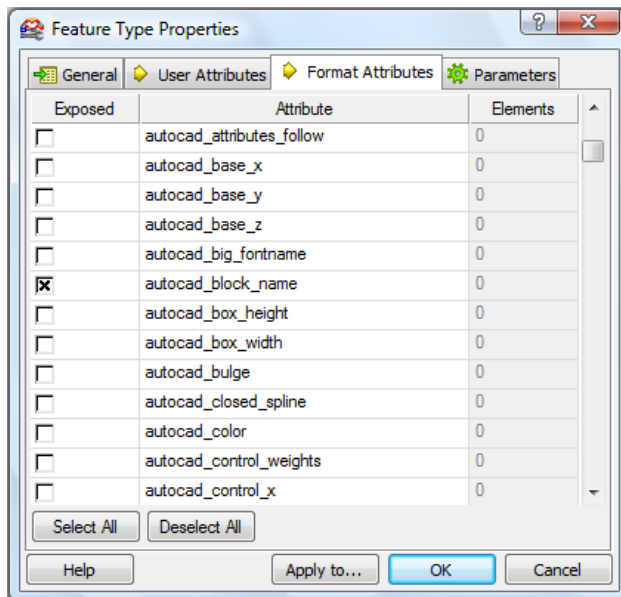 Feature Type Properties
General User Attributes Format Attributes Parameters
Exposed Attribute Elements
autocad_attributes_follow 0
autocad_base_x 0
autocad_base_y 0
autocad_base_z 0
autocad_big_fontname 0
autocad_block_name 0
autocad_box_height 0
autocad_box_width 0
autocad_bulge 0
autocad_closed_spline 0
autocad_color 0
autocad_control_weights 0
autocad_control_x 0
Select All Deselect All
Help Apply to... OK Cancel